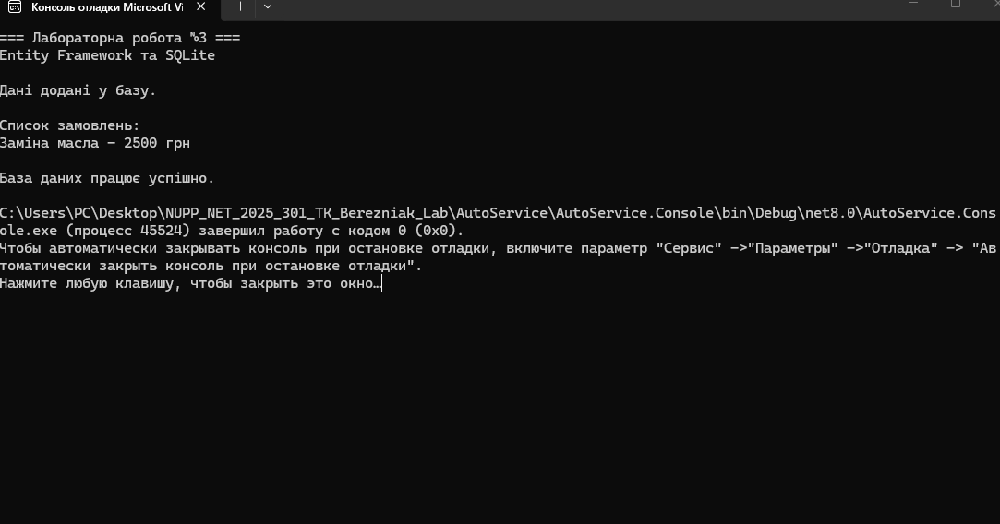 Консоль отладки Microsoft Vi
=== Лабораторна робота №3 ===
Entity Framework та SQLite
Дані додані у базу.
Список замовлень:
Заміна масла – 2500 грн
База даних працює успішно.
C:\Users\PC\Desktop\NUPP_NET_2025_301_TK_Berezniak_Lab\AutoService\AutoService.Console\bin\Debug\net8.0\AutoService.Cons
ole.exe (процесс 45524) завершил работу с кодом 0 (0x0).
Чтобы автоматически закрывать консоль при остановке отладки, включите параметр "Сервис" ->"Параметры" ->"Отладка" -> "Ав
томатически закрыть консоль при остановке отладки".
Нажмите любую клавишу, чтобы закрыть это окно…